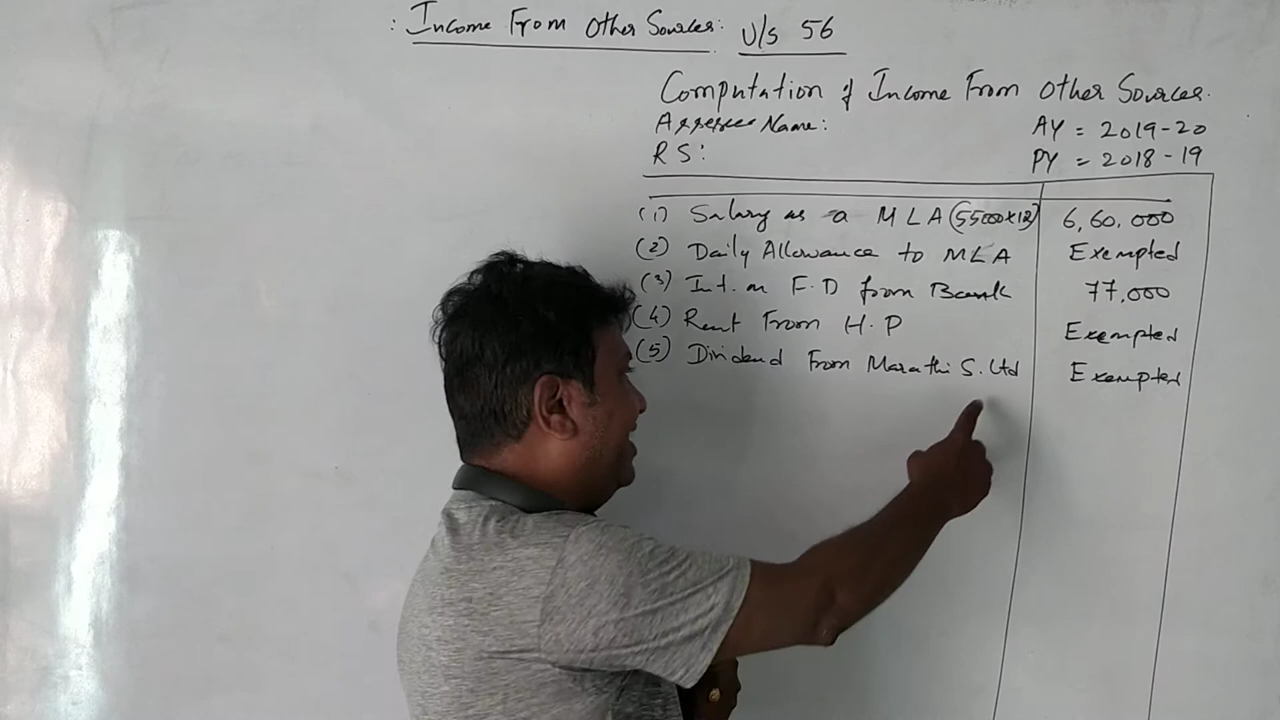 : Income From Other Sources: U/S 56
Computation of Income From Other Sources.
Assessee Name:
AY = 2019-20
RS:
PY = 2018-19
(1) Salary as a MLA (55000x12) 6,60,000
(2) Daily Allowance to MLA Exempted
(3) Int. on F.D from Bank 77,000
(4) Rent From H.P Exempted
(5) Dividend From Marathi S. Ltd Exempted